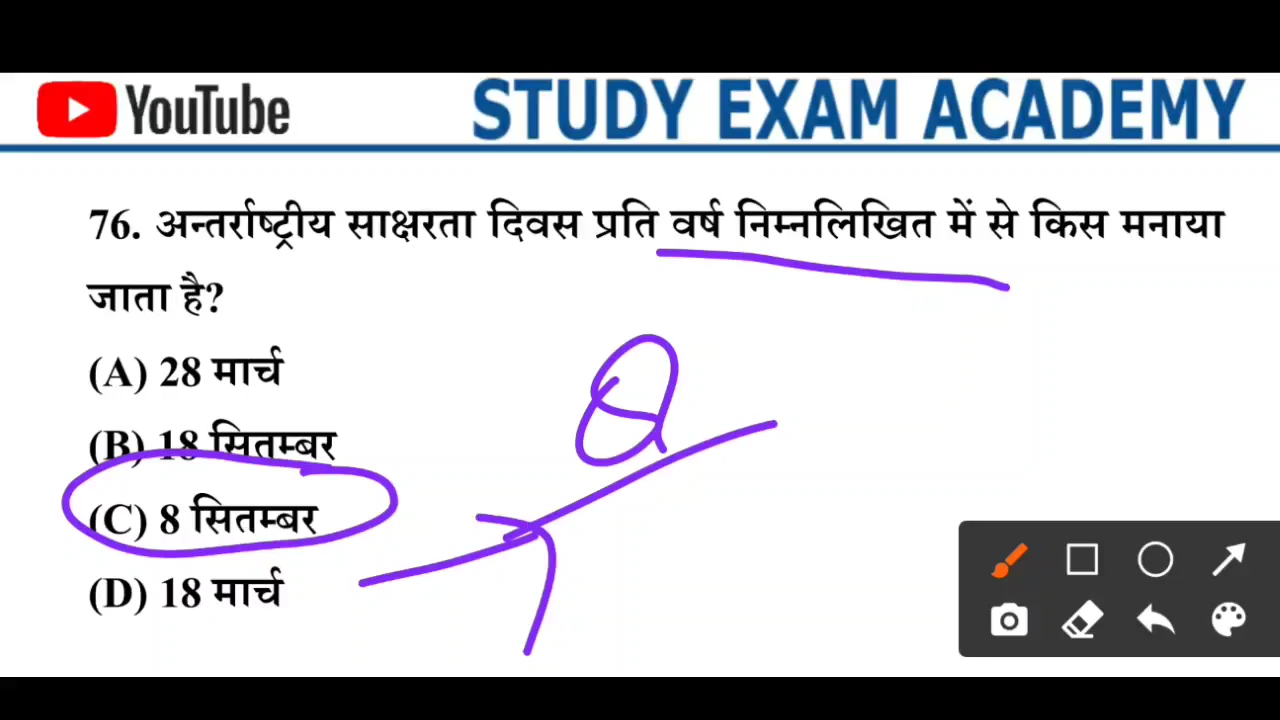 YouTube STUDY EXAM ACADEMY
76. अन्तर्राष्ट्रीय साक्षरता दिवस प्रति वर्ष निम्नलिखित में से किस मनाया
जाता है?
(A) 28 मार्च
(B) 18 सितम्बर
(C) 8 सितम्बर
(D) 18 मार्च